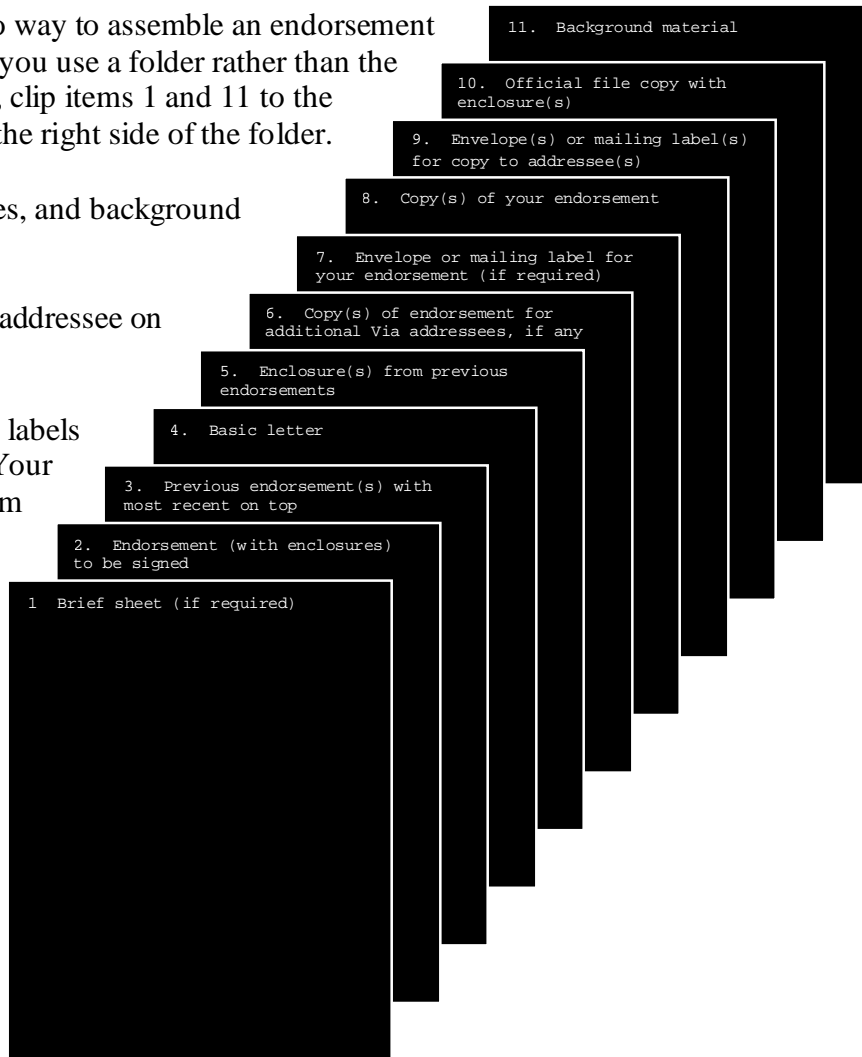 o way to assemble an endorsement
you use a folder rather than the
, clip items 1 and 11 to the
the right side of the folder.
es, and background
addressee on
labels
Your
m
11. Background material
10. Official file copy with
enclosure(s)
9. Envelope(s) or mailing label(s)
for copy to addressee(s)
8. Copy(s) of your endorsement
7. Envelope or mailing label for
your endorsement (if required)
6. Copy(s) of endorsement for
additional Via addressees, if any
5. Enclosure(s) from previous
endorsements
4. Basic letter
3. Previous endorsement(s) with
most recent on top
2. Endorsement (with enclosures)
to be signed
1 Brief sheet (if required)